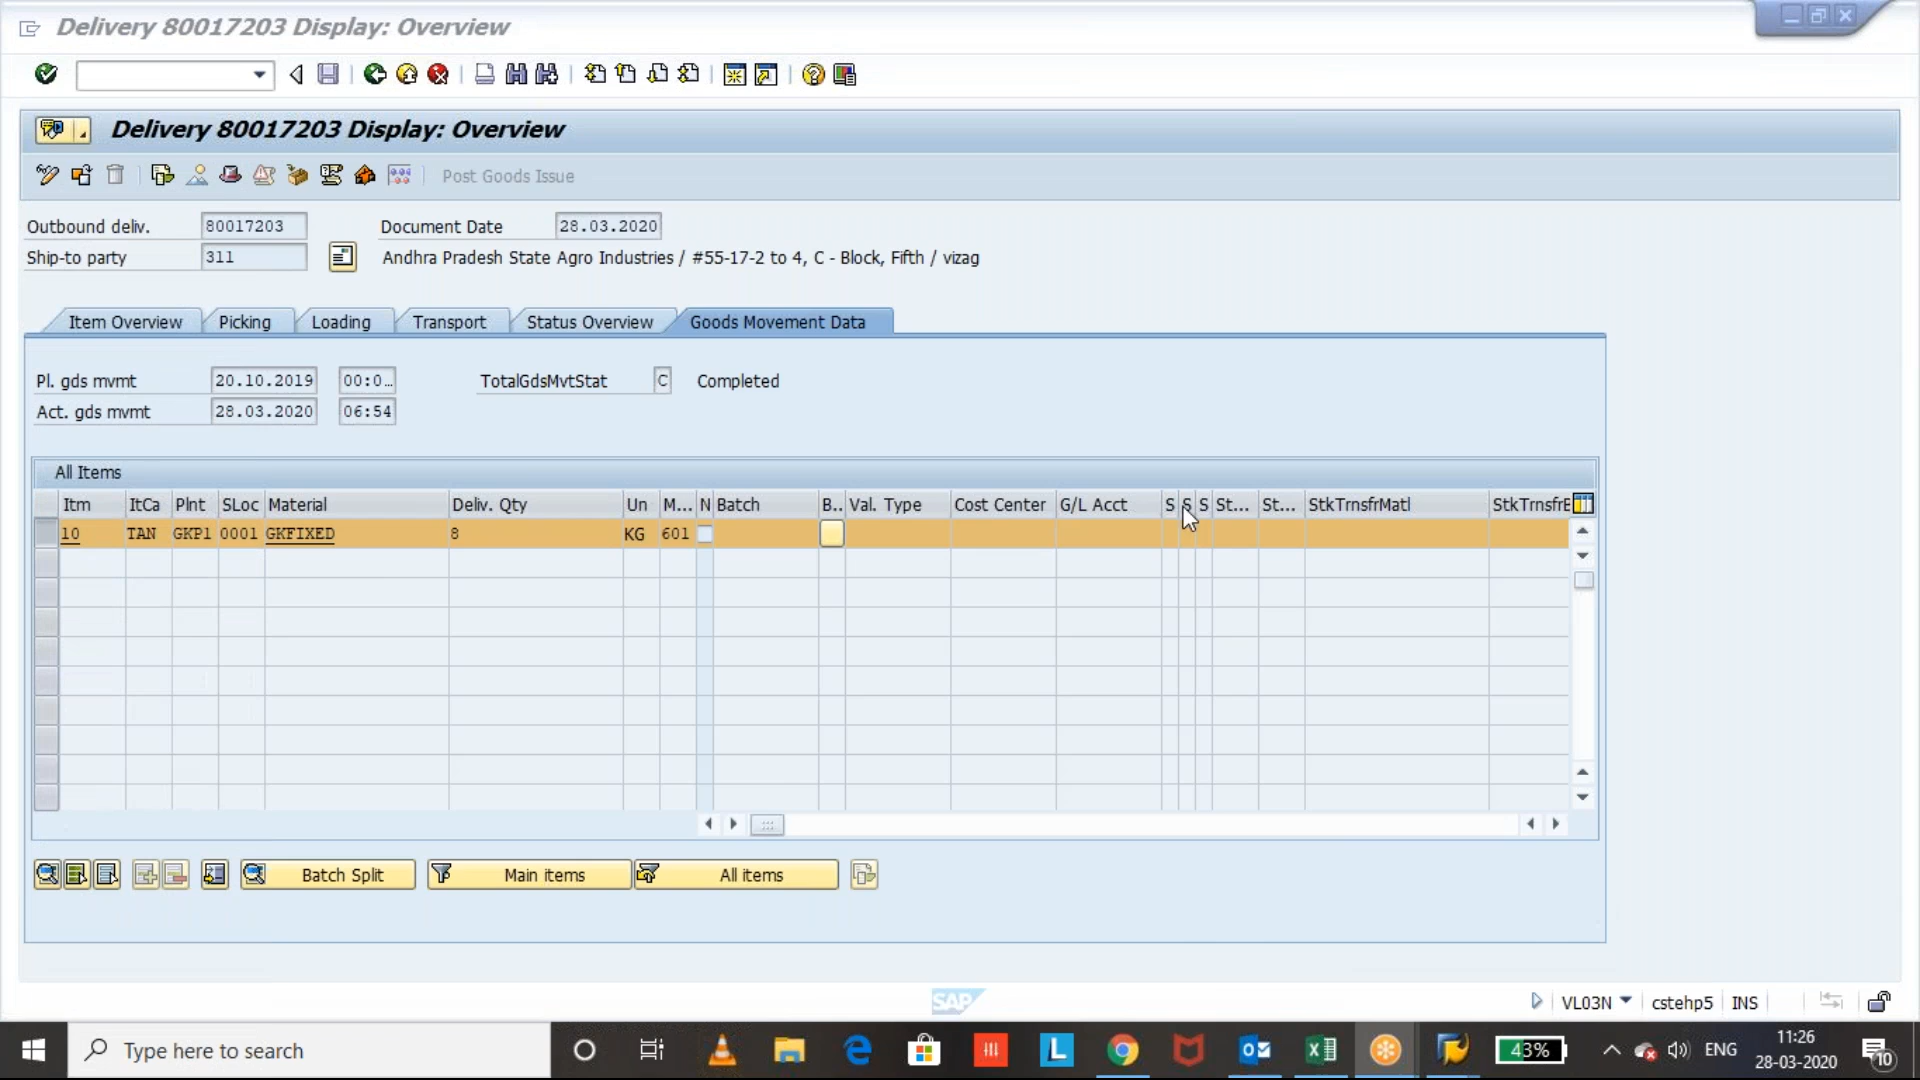 Delivery 80017203 Display: Overview
Delivery 80017203 Display: Overview
Post Goods Issue
Outbound deliv. 80017203 Document Date 28.03.2020
Ship-to party 311 Andhra Pradesh State Agro Industries / #55-17-2 to 4, C - Block, Fifth / vizag
Item Overview Picking Loading Transport Status Overview Goods Movement Data
Pl. gds mvmt 20.10.2019 00:0... TotalGdsMvtStat C Completed
Act. gds mvmt 28.03.2020 06:54
All Items
Itm ItCa Plnt SLoc Material Deliv. Qty Un M... N Batch B.. Val. Type Cost Center G/L Acct S S S St... St... StkTrnsfrMatl StkTrnsfrE
10 TAN GKP1 0001 GKFIXED 8 KG 601
Batch Split Main items All items
SAP
VL03N cstehp5 INS
Type here to search
43% ENG 11:26
28-03-2020 10